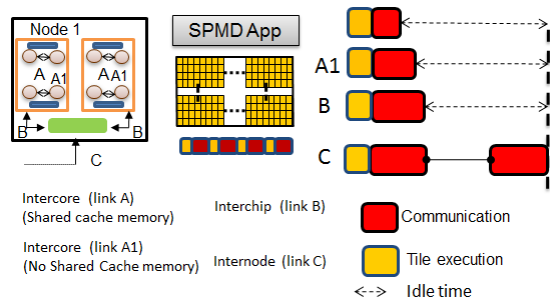 Node 1
A
A1
A
A1
B
B
C
SPMD App
A1
B
C
Intercore (link A)
(Shared cache memory)
Intercore (link A1)
(No Shared Cache memory)
Interchip (link B)
Internode (link C)
Communication
Tile execution
Idle time